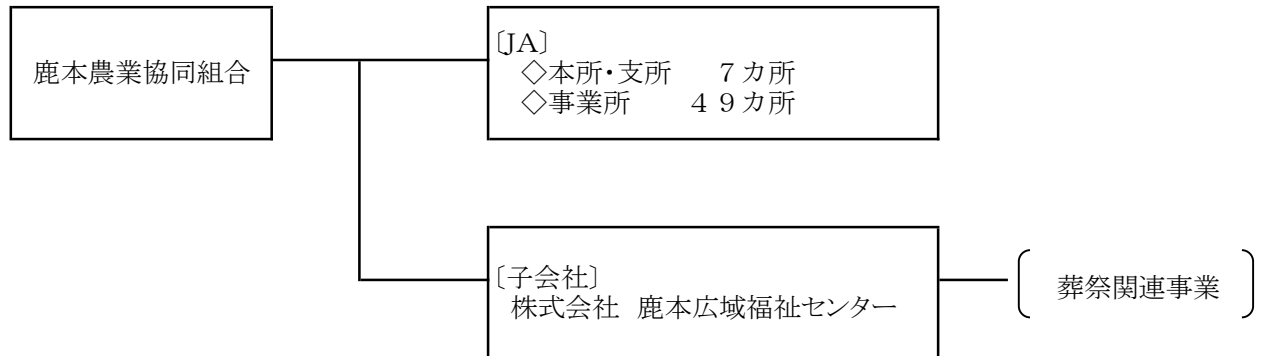 鹿本農業協同組合
〔JA〕
◇本所・支所　　７カ所
◇事業所　　４９カ所
〔子会社〕
株式会社　鹿本広域福祉センター
葬祭関連事業